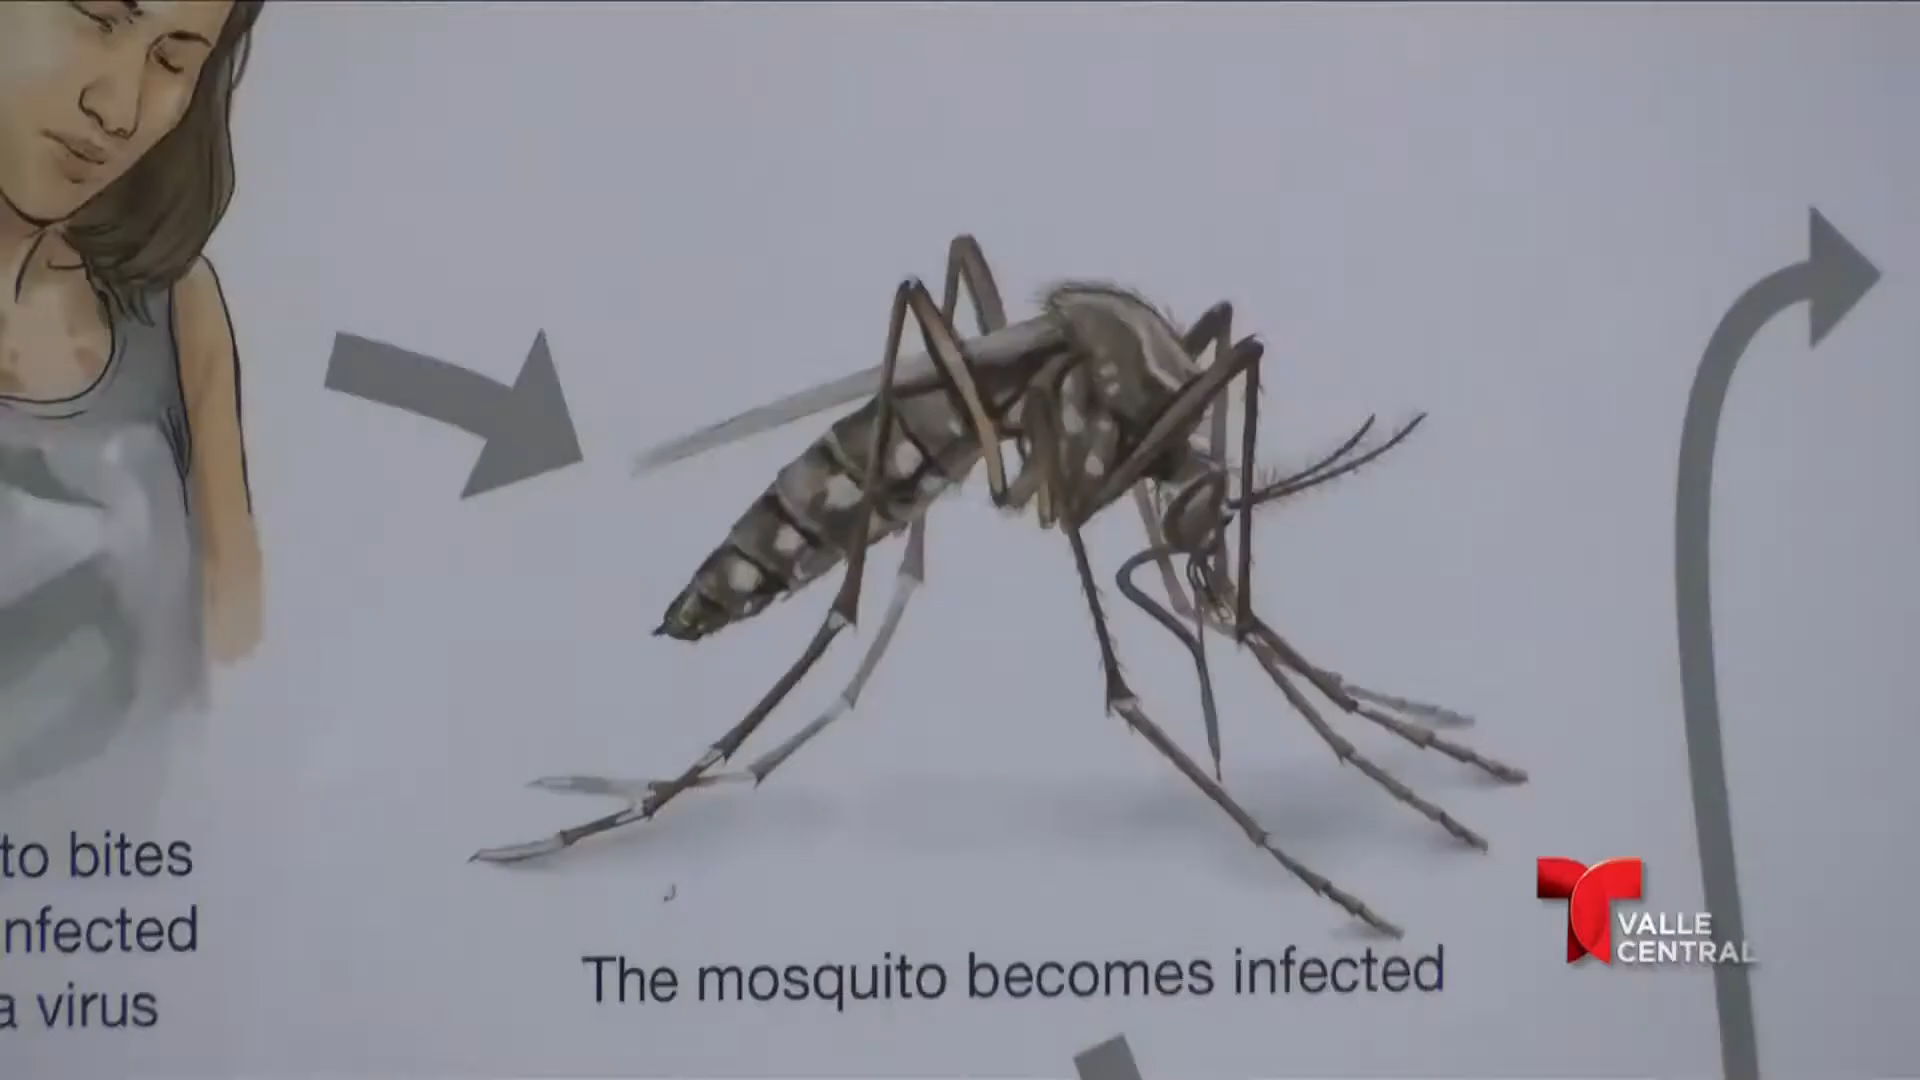 to bites
nfected
a virus
The mosquito becomes infected
VALLE
CENTRAL